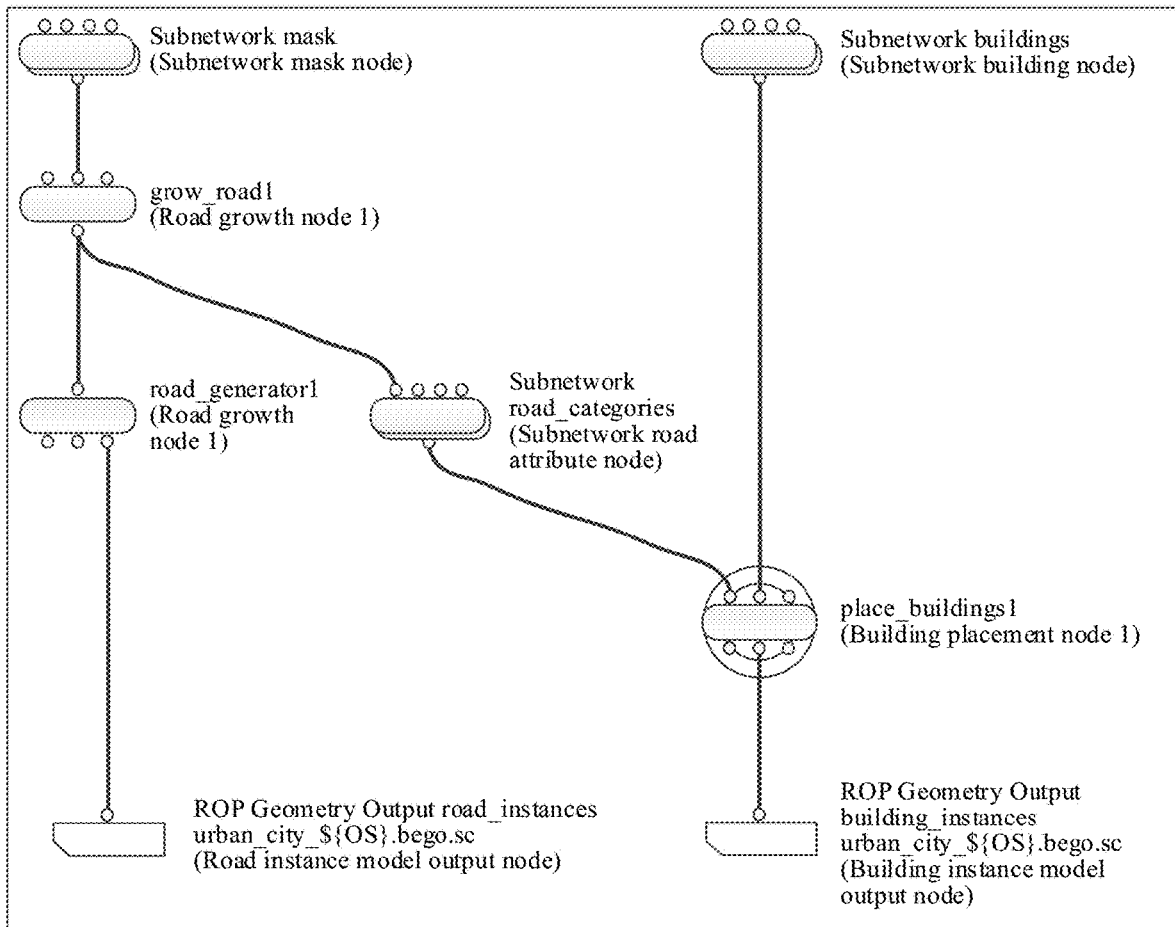 Subnetwork mask
(Subnetwork mask node)
Subnetwork buildings
(Subnetwork building node)
grow_road1
(Road growth node 1)
road_generator1
(Road growth
node 1)
Subnetwork
road_categories
(Subnetwork road
attribute node)
place_buildings1
(Building placement node 1)
ROP Geometry Output road_instances
urban_city_${OS}.bego.sc
(Road instance model output node)
ROP Geometry Output
building_instances
urban_city_${OS}.bego.sc
(Building instance model
output node)